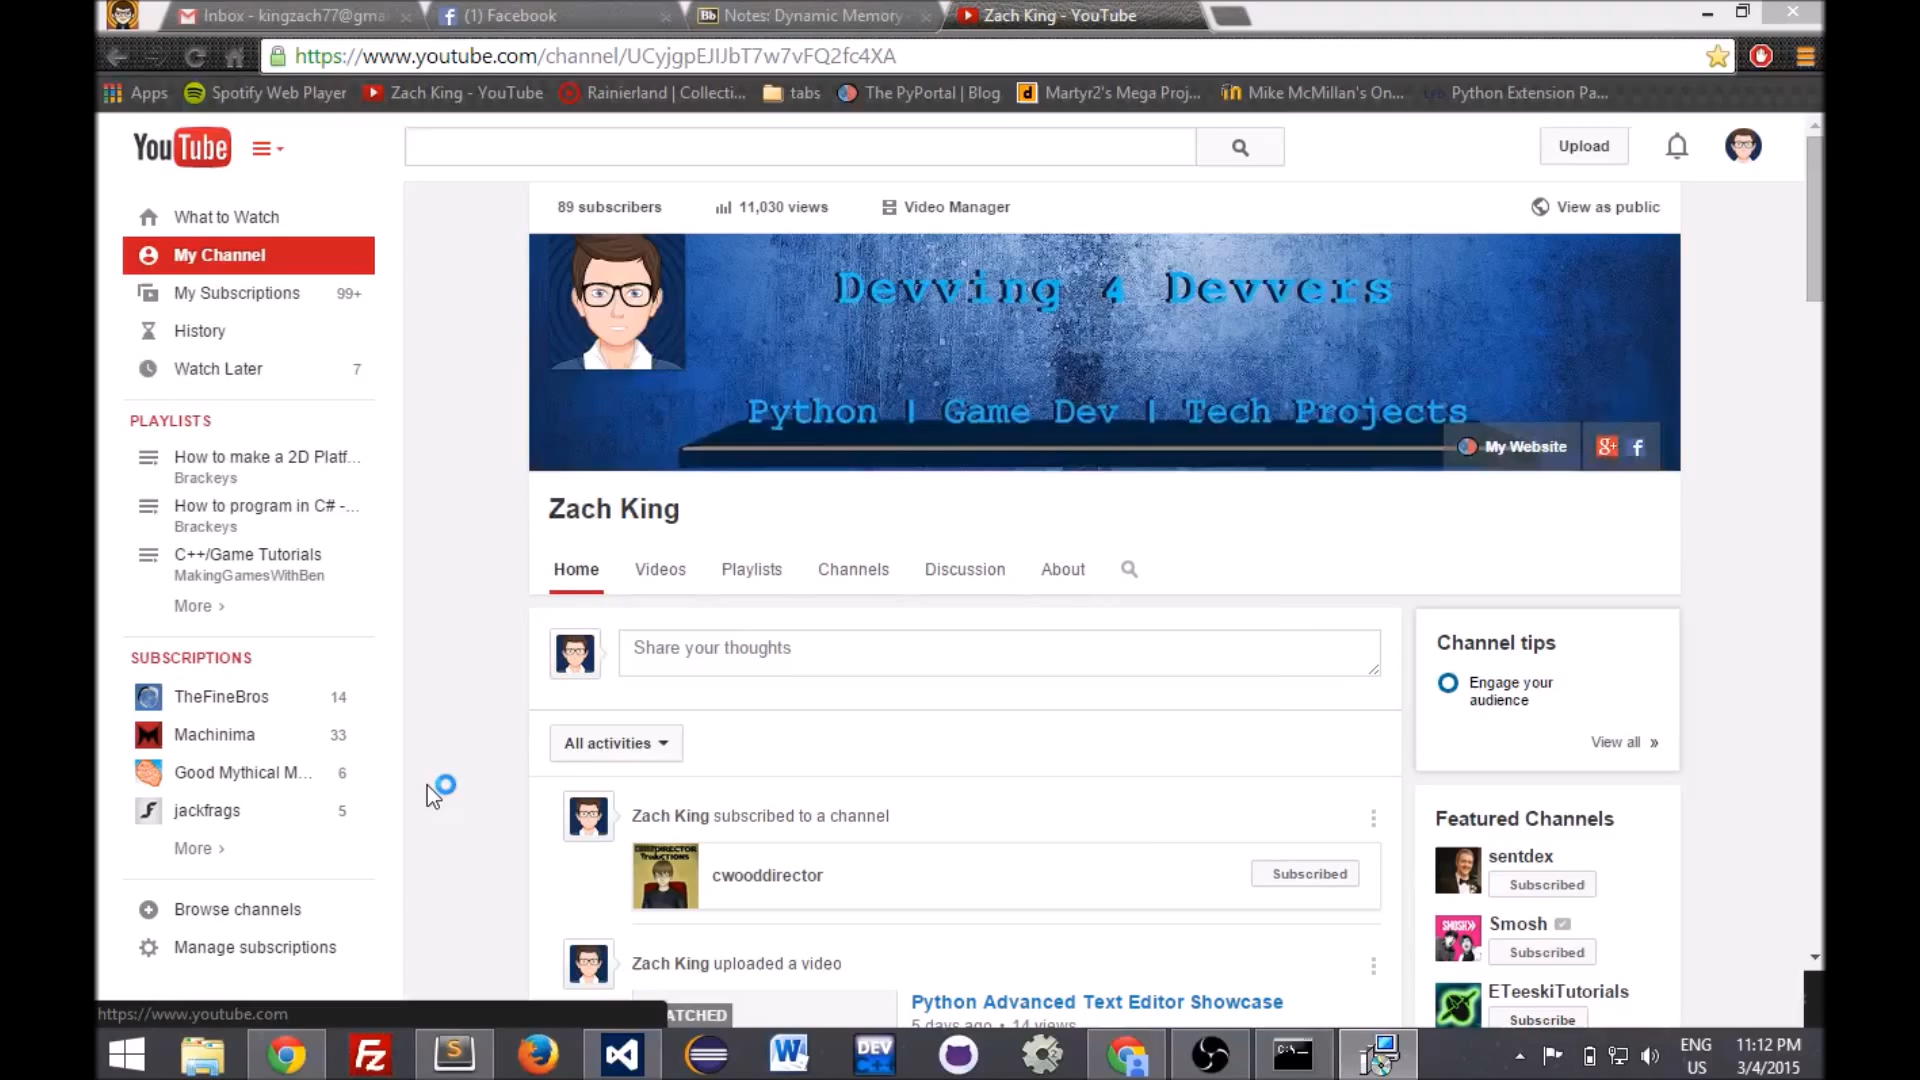 Inbox - kingzach77@gma
(1) Facebook
Bb Notes: Dynamic Memory
Zach King - YouTube
https://www.youtube.com/channel/UCyjgpEJIJbT7w7vFQ2fc4XA
Apps
Spotify Web Player
Zach King - YouTube
Rainierland | Collecti...
tabs
The PyPortal | Blog
Martyr2's Mega Proj...
Mike McMillan's On...
Python Extension Pa...
YouTube
Upload
What to Watch
My Channel
My Subscriptions 99+
History
Watch Later 7
PLAYLISTS
How to make a 2D Platf...
Brackeys
How to program in C# -...
Brackeys
C++/Game Tutorials
MakingGamesWithBen
More ›
SUBSCRIPTIONS
TheFineBros 14
Machinima 33
Good Mythical M... 6
jackfrags 5
More ›
Browse channels
Manage subscriptions
89 subscribers
11,030 views
Video Manager
View as public
Devving 4 Devvers
Python | Game Dev | Tech Projects
My Website
g+ f
Zach King
Home Videos Playlists Channels Discussion About
Share your thoughts
All activities
Zach King subscribed to a channel
cwooddirector
Subscribed
Zach King uploaded a video
ATCHED
Python Advanced Text Editor Showcase
5 days ago • 14 views
Channel tips
Engage your
audience
View all »
Featured Channels
sentdex
Subscribed
Smosh
Subscribed
ETeeskiTutorials
Subscribe
https://www.youtube.com
ENG
US
11:12 PM
3/4/2015